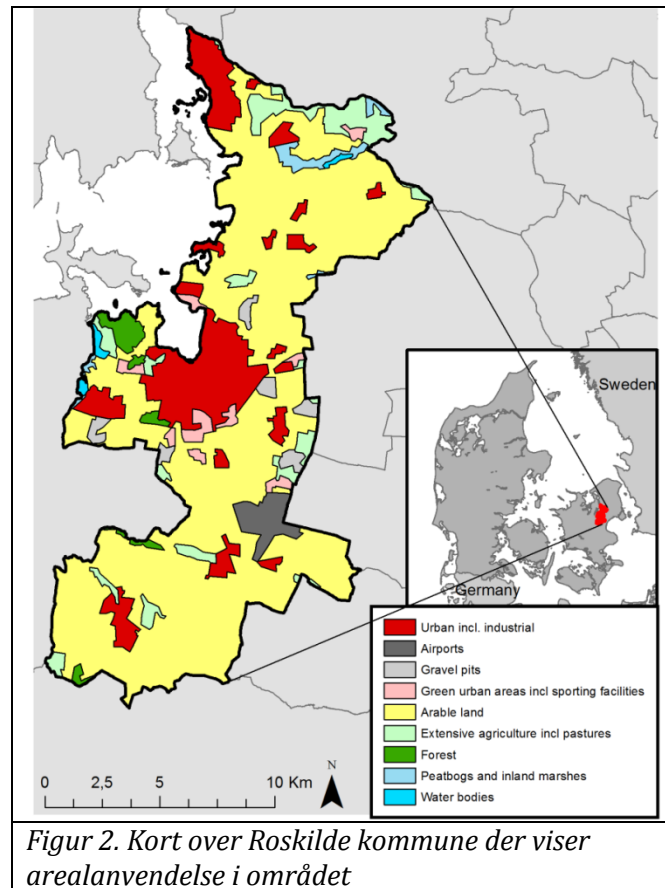 Sweden
Germany
Urban incl. industrial
Airports
Gravel pits
Green urban areas incl sporting facilities
Arable land
Extensive agriculture incl pastures
Forest
Peatbogs and inland marshes
Water bodies
N
0 2,5 5 10 Km
Figur 2. Kort over Roskilde kommune der viser
arealanvendelse i området